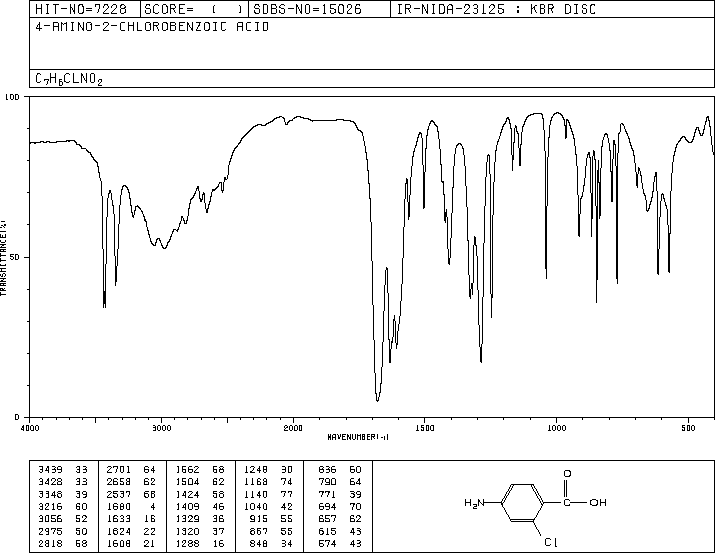 HIT-NO=7228 SCORE= ( ) SDBS-NO=15026 IR-NIDA-23125 : KBR DISC
4-AMINO-2-CHLOROBENZOIC ACID
C7H6CLNO2
100
50
0
TRANSMITTANCE(%)
4000 3000 2000 1500 1000 500
WAVENUMBER(-1)
3439 33 2701 64 1562 68 1248 30 836 60
3428 33 2658 62 1504 62 1168 74 790 64
3348 39 2537 66 1424 58 1140 77 771 39
3216 60 1680 4 1409 46 1040 42 694 70
3056 52 1633 16 1329 36 915 55 657 62
2975 50 1624 22 1320 37 867 55 615 43
2818 58 1608 21 1288 16 848 34 574 43
O
H2N
C
OH
Cl